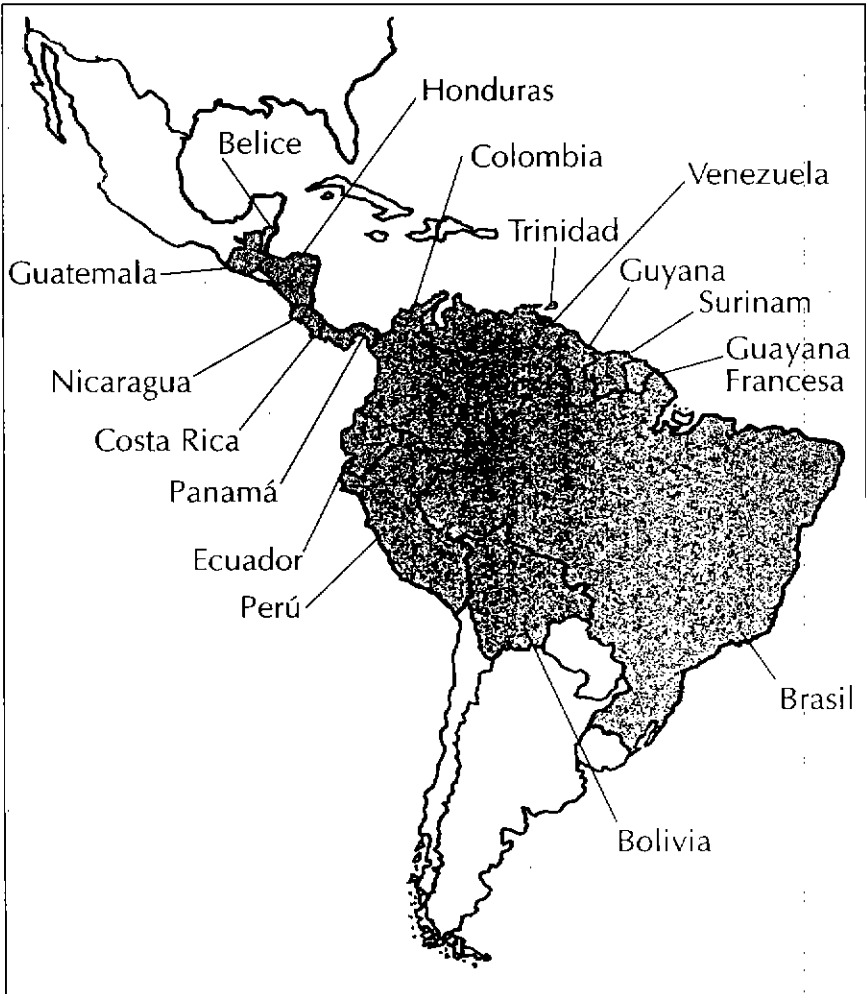 Honduras
Belice
Colombia
Venezuela
Trinidad
Guatemala
Guyana
Surinam
Guayana
Francesa
Nicaragua
Costa Rica
Panamá
Ecuador
Perú
Brasil
Bolivia